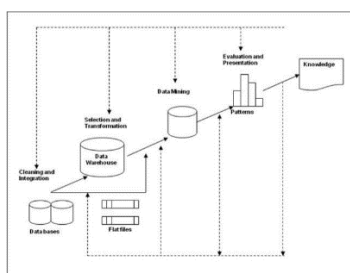 Evaluation and
Presentation
Knowledge
Data Mining
Patterns
Selection and
Transformation
Data
Warehouse
Cleaning and
Integration
Data bases
Flat files